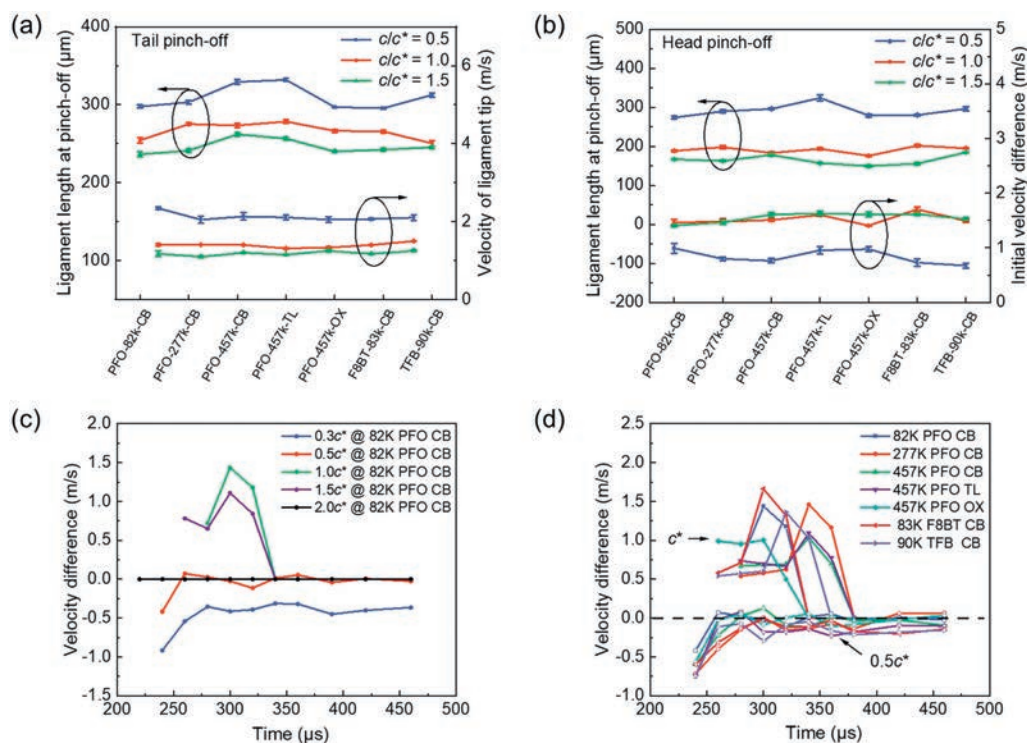 (a)
Tail pinch-off
c/c* = 0.5
c/c* = 1.0
c/c* = 1.5
400
350
300
250
200
150
100
Ligament length at pinch-off (μm)
6
5
4
3
2
1
0
Velocity of ligament tip (m/s)
PFO-82k-CB
PFO-277k-CB
PFO-457k-CB
PFO-457k-TL
PFO-457k-OX
F8BT-83k-CB
TFB-90k-CB
(b)
Head pinch-off
c/c* = 0.5
c/c* = 1.0
c/c* = 1.5
500
400
300
200
100
0
-100
-200
Ligament length at pinch-off (μm)
5
4
3
2
1
0
Initial velocity difference (m/s)
PFO-82k-CB
PFO-277k-CB
PFO-457k-CB
PFO-457k-TL
PFO-457k-OX
F8BT-83k-CB
TFB-90k-CB
(c)
0.3c* @ 82K PFO CB
0.5c* @ 82K PFO CB
1.0c* @ 82K PFO CB
1.5c* @ 82K PFO CB
2.0c* @ 82K PFO CB
2.0
1.5
1.0
0.5
0.0
-0.5
-1.0
-1.5
Velocity difference (m/s)
200 250 300 350 400 450 500
Time (μs)
(d)
82K PFO CB
277K PFO CB
457K PFO CB
457K PFO TL
457K PFO OX
83K F8BT CB
90K TFB CB
c*
0.5c*
2.5
2.0
1.5
1.0
0.5
0.0
-0.5
-1.0
Velocity difference (m/s)
200 250 300 350 400 450 500
Time (μs)